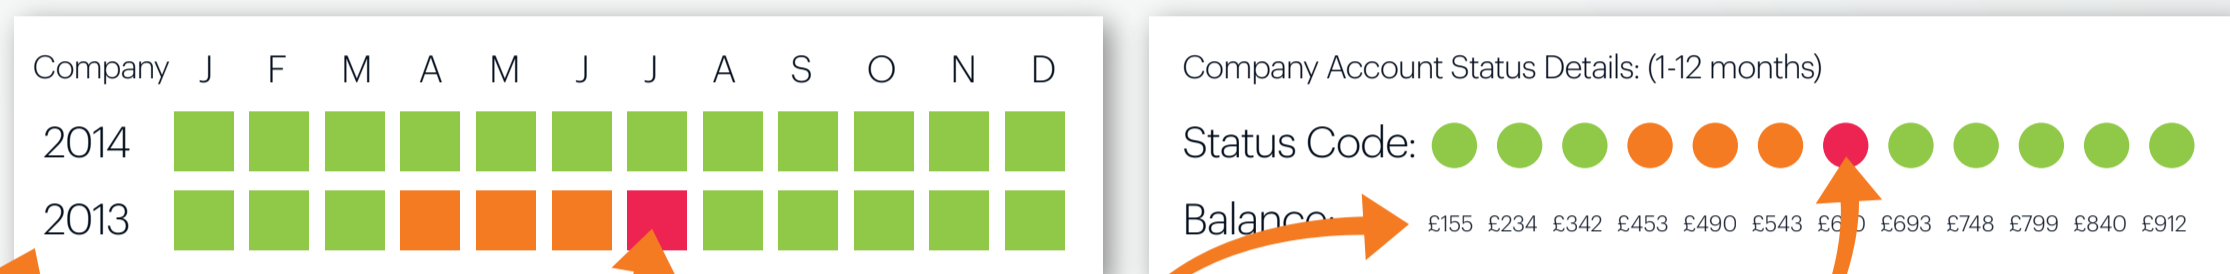 Company J F M A M J J A S O N D
2014
2013
Company Account Status Details: (1-12 months)
Status Code:
Balance:
£155 £234 £342 £453 £490 £543 £693 £748 £799 £840 £912